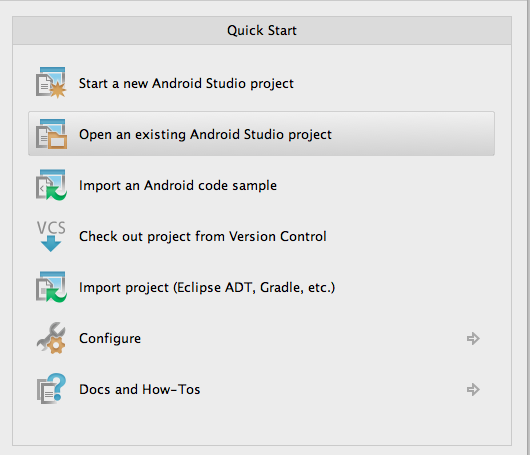 Quick Start
Start a new Android Studio project
Open an existing Android Studio project
Import an Android code sample
VCS
Check out project from Version Control
Import project (Eclipse ADT, Gradle, etc.)
Configure
Docs and How-Tos